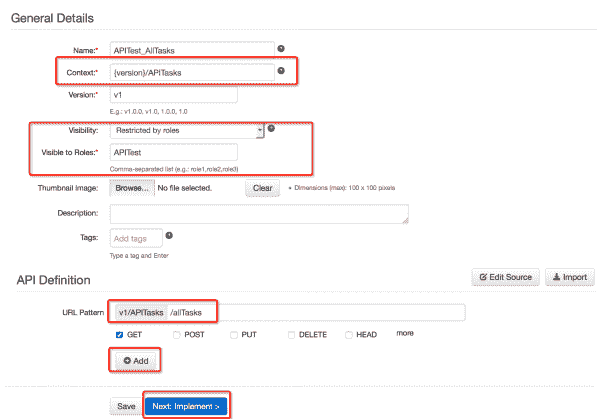 General Details
Name:* APITest_AllTasks ?
Context:* {version}/APITasks ?
Version:* v1
E.g.: v1.0.0, v1.0, 1.0.0, 1.0
Visibility: Restricted by roles ?
Visible to Roles:* APITest
Comma-separated list (e.g.: role1,role2,role3)
Thumbnail Image: Browse... No file selected. Clear + Dimensions (max): 100 x 100 pixels
Description:
Tags: Add tags ?
Type a tag and Enter
API Definition Edit Source Import
URL Pattern v1/APITasks /allTasks
GET POST PUT DELETE HEAD more
Add
Save Next: Implement >